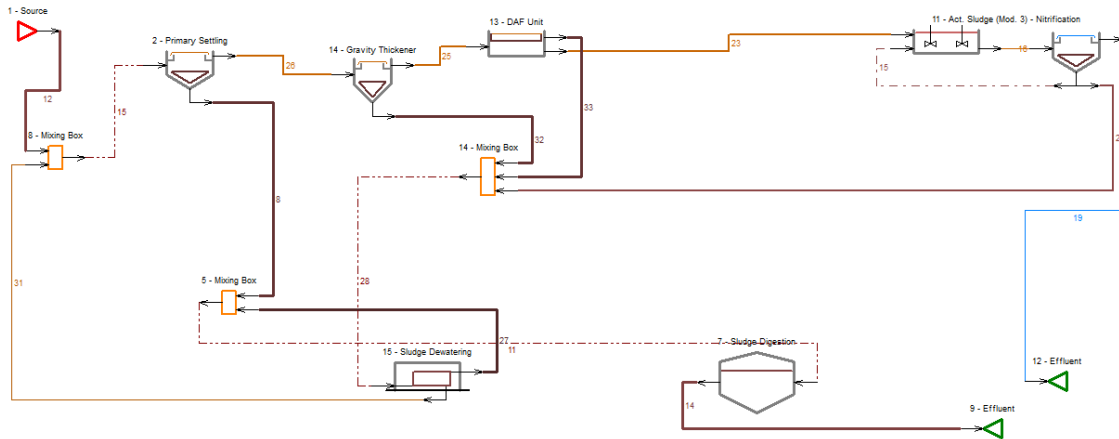 1 - Source
2 - Primary Settling
14 - Gravity Thickener
13 - DAF Unit
11 - Act. Sludge (Mod. 3) - Nitrification
12
15
26
25
23
16
15
8 - Mixing Box
33
32
14 - Mixing Box
2
8
19
31
5 - Mixing Box
28
27
11
15 - Sludge Dewatering
7 - Sludge Digestion
12 - Effluent
14
9 - Effluent